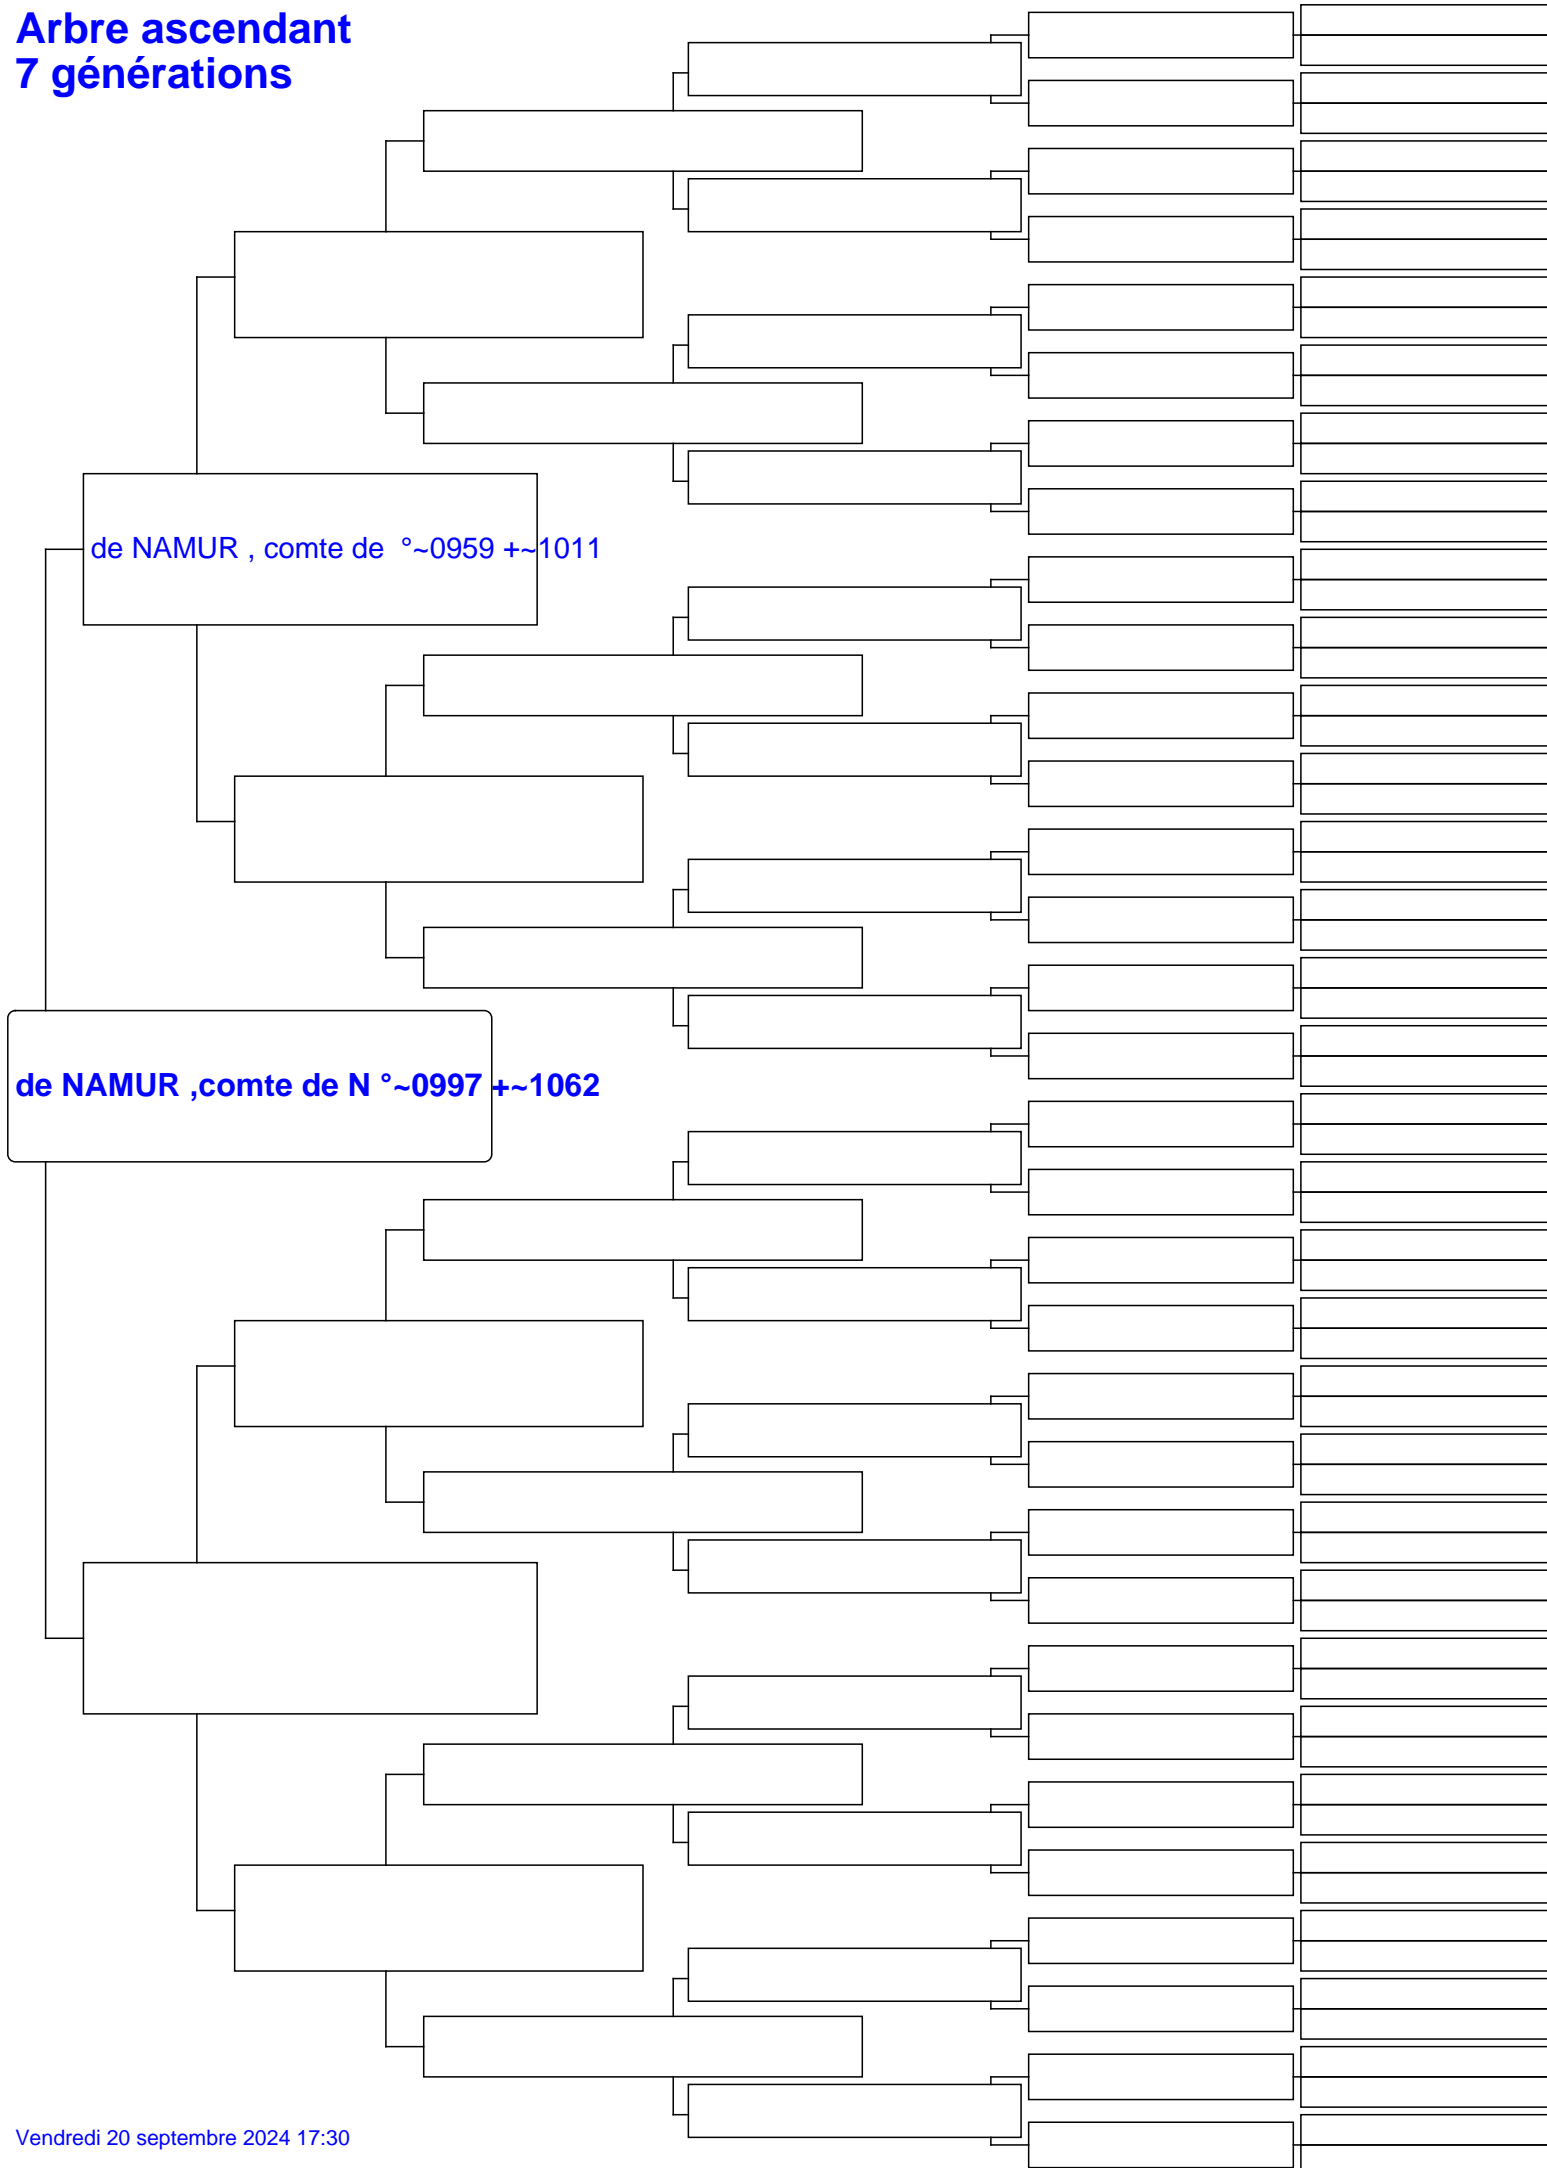 Arbre ascendant
7 générations
de NAMUR , comte de  °~0959 +~1011
de NAMUR ,comte de N °~0997 +~1062
Vendredi 20 septembre 2024 17:30